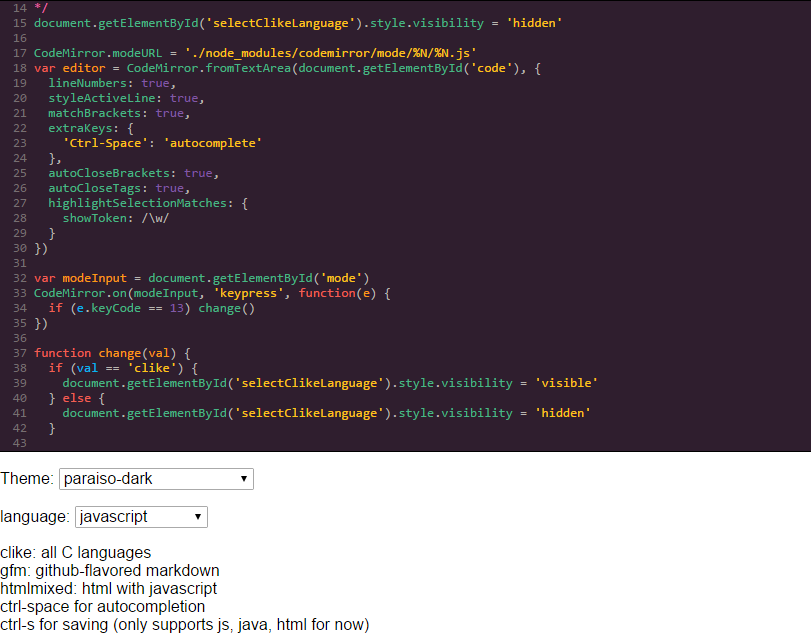 14 */
15 document.getElementById('selectClikeLanguage').style.visibility = 'hidden'
16
17 CodeMirror.modeURL = './node_modules/codemirror/mode/%N/%N.js'
18 var editor = CodeMirror.fromTextArea(document.getElementById('code'), {
19   lineNumbers: true,
20   styleActiveLine: true,
21   matchBrackets: true,
22   extraKeys: {
23     'Ctrl-Space': 'autocomplete'
24   },
25   autoCloseBrackets: true,
26   autoCloseTags: true,
27   highlightSelectionMatches: {
28     showToken: /\w/
29   }
30 })
31
32 var modeInput = document.getElementById('mode')
33 CodeMirror.on(modeInput, 'keypress', function(e) {
34   if (e.keyCode == 13) change()
35 })
36
37 function change(val) {
38   if (val == 'clike') {
39     document.getElementById('selectClikeLanguage').style.visibility = 'visible'
40   } else {
41     document.getElementById('selectClikeLanguage').style.visibility = 'hidden'
42   }
43
Theme: paraiso-dark
language: javascript
clike: all C languages
gfm: github-flavored markdown
htmlmixed: html with javascript
ctrl-space for autocompletion
ctrl-s for saving (only supports js, java, html for now)